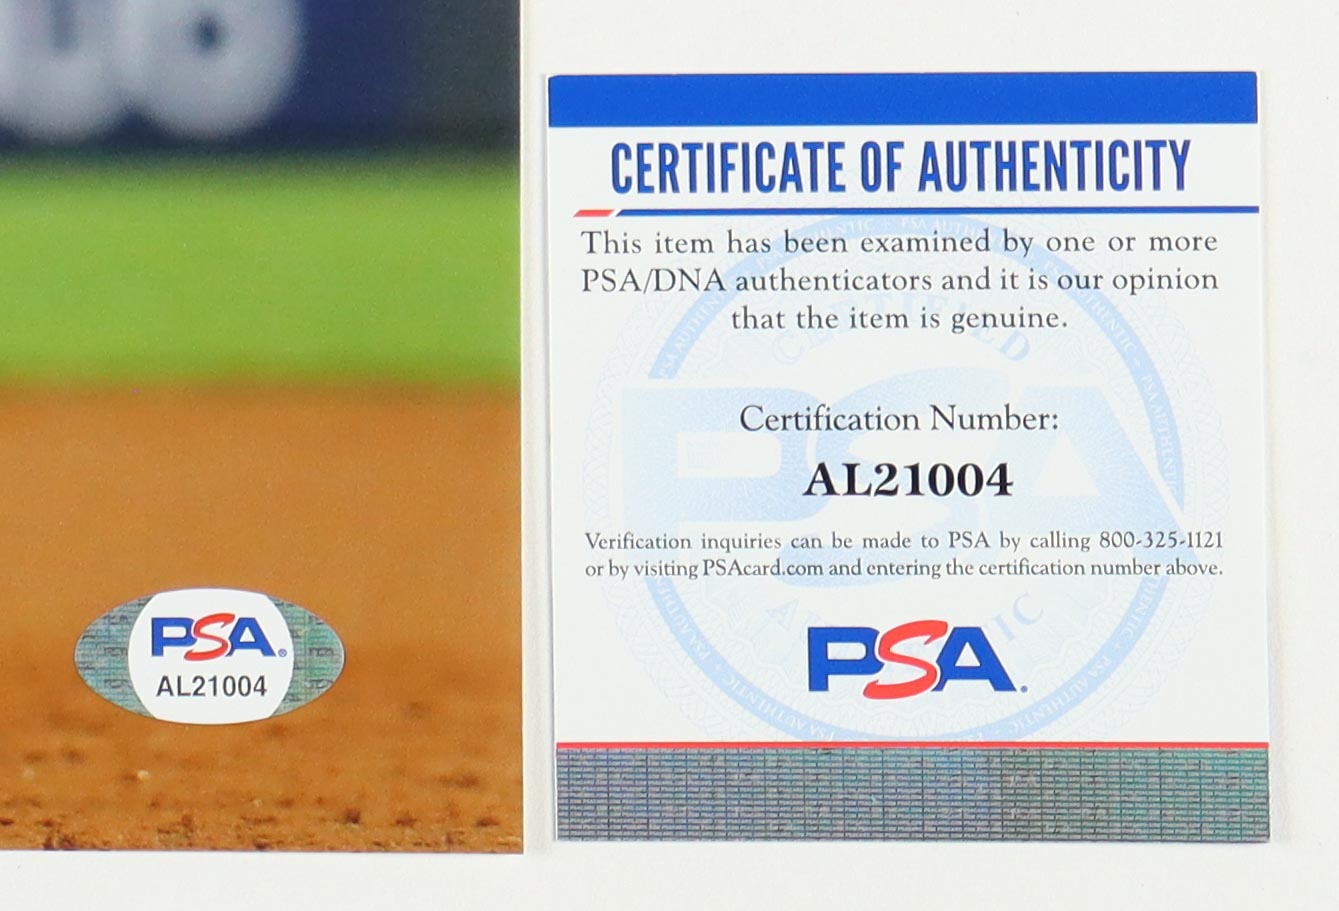 PSA
AL21004
CERTIFICATE OF AUTHENTICITY
This item has been examined by one or more
PSA/DNA authenticators and it is our opinion
that the item is genuine.
Certification Number:
AL21004
Verification inquiries can be made to PSA by calling 800-325-1121
or by visiting PSAcard.com and entering the certification number above.
PSA
CERTIFIED
PSA